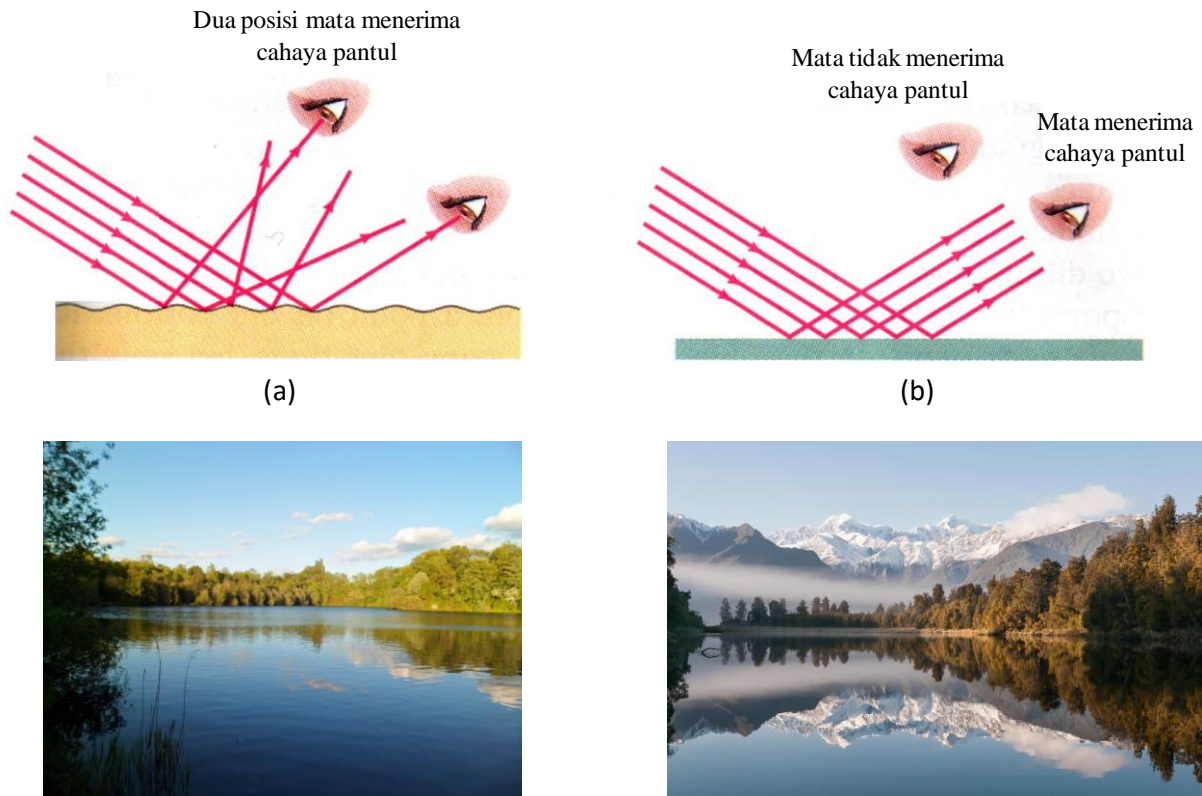 Dua posisi mata menerima
cahaya pantul
Mata tidak menerima
cahaya pantul
Mata menerima
cahaya pantul
(a)
(b)